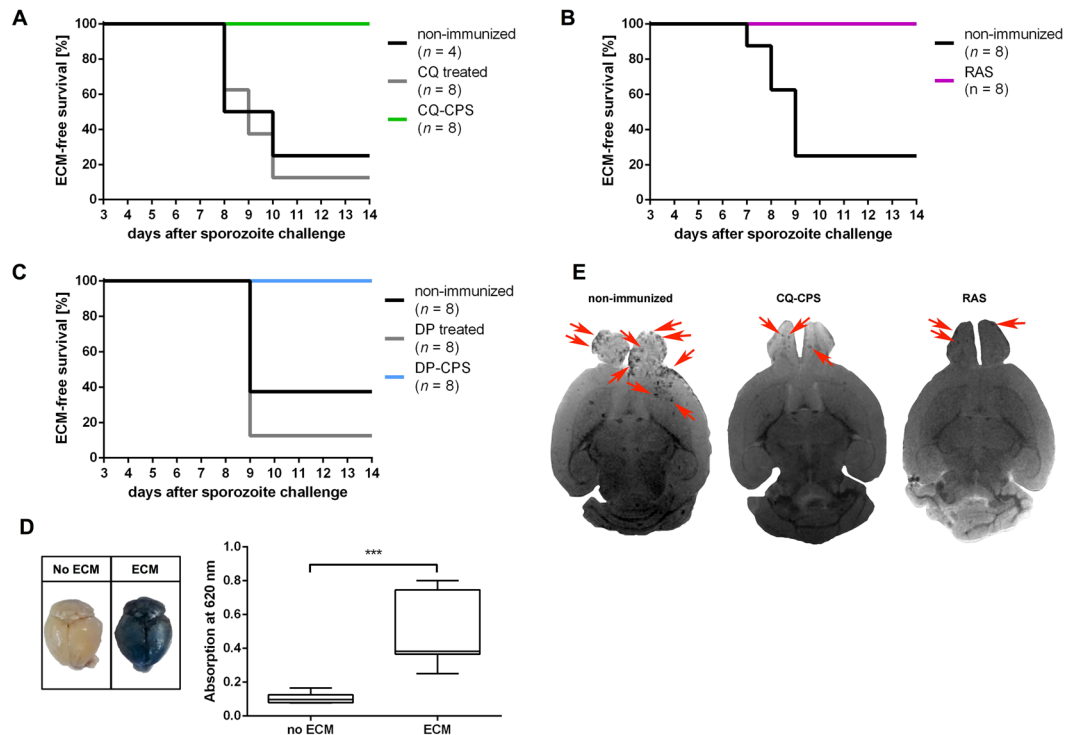 A
ECM-free survival [%]
100
80
60
40
20
0
3 4 5 6 7 8 9 10 11 12 13 14
days after sporozoite challenge
non-immunized
(n = 4)
CQ treated
(n = 8)
CQ-CPS
(n = 8)
B
ECM-free survival [%]
100
80
60
40
20
0
3 4 5 6 7 8 9 10 11 12 13 14
days after sporozoite challenge
non-immunized
(n = 8)
RAS
(n = 8)
C
ECM-free survival [%]
100
80
60
40
20
0
3 4 5 6 7 8 9 10 11 12 13 14
days after sporozoite challenge
non-immunized
(n = 8)
DP treated
(n = 8)
DP-CPS
(n = 8)
E
non-immunized
CQ-CPS
RAS
D
No ECM
ECM
Absorption at 620 nm
1.0
0.8
0.6
0.4
0.2
0.0
***
no ECM
ECM